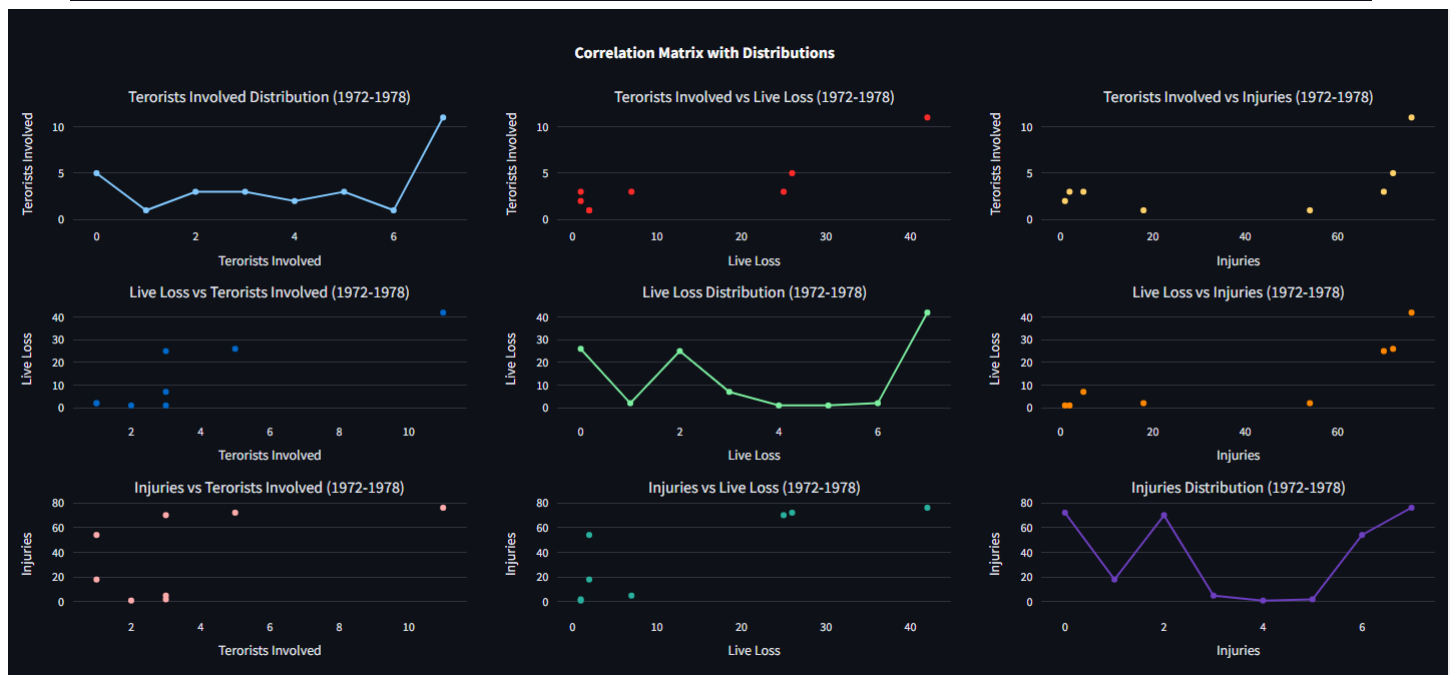 Correlation Matrix with Distributions
Terorists Involved Distribution (1972-1978)
Terorists Involved
10
5
0
0 2 4 6
Terorists Involved
Terorists Involved vs Live Loss (1972-1978)
Terorists Involved
10
5
0
0 10 20 30 40
Live Loss
Terorists Involved vs Injuries (1972-1978)
Terorists Involved
10
5
0
0 20 40 60
Injuries
Live Loss vs Terorists Involved (1972-1978)
Live Loss
40
30
20
10
0
2 4 6 8 10
Terorists Involved
Live Loss Distribution (1972-1978)
Live Loss
40
30
20
10
0
0 2 4 6
Live Loss
Live Loss vs Injuries (1972-1978)
Live Loss
40
30
20
10
0
0 20 40 60
Injuries
Injuries vs Terorists Involved (1972-1978)
Injuries
80
60
40
20
0
2 4 6 8 10
Terorists Involved
Injuries vs Live Loss (1972-1978)
Injuries
80
60
40
20
0
0 10 20 30 40
Live Loss
Injuries Distribution (1972-1978)
Injuries
80
60
40
20
0
0 2 4 6
Injuries